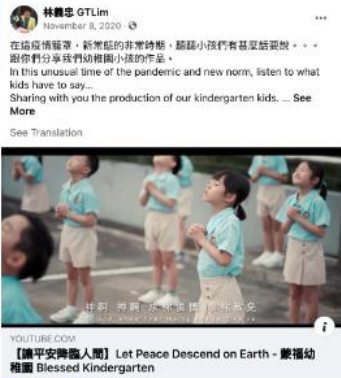 林義忠 GTLim
November 8, 2020
在這疫情籠罩，新常態的非常時期，聽聽小孩們有甚麼話要說。。。
跟你們分享我們幼稚園小孩的作品。
In this unusual time of the pandemic and new norm, listen to what
kids have to say...
Sharing with you the production of our kindergarten kids. ... See
More
See Translation
YOUTUBE.COM
【讓平安降臨人間】Let Peace Descend on Earth - 蒙福幼
稚園 Blessed Kindergarten